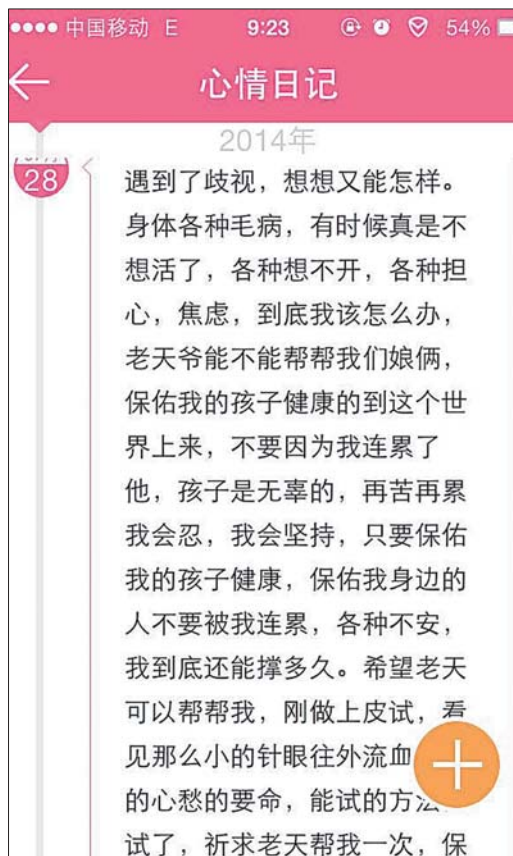 中国移动 E 9:23 54%
心情日记
2014年
28
遇到了歧视，想想又能怎样。
身体各种毛病，有时候真是不
想活了，各种想不开，各种担
心，焦虑，到底我该怎么办，
老天爷能不能帮帮我们娘俩，
保佑我的孩子健康的到这个世
界上来，不要因为我连累了
他，孩子是无辜的，再苦再累
我会忍，我会坚持，只要保佑
我的孩子健康，保佑我身边的
人不要被我连累，各种不安，
我到底还能撑多久。希望老天
可以帮帮我，刚做上皮试，看
见那么小的针眼往外流血
的心愁的要命，能试的方法
试了，祈求老天帮我一次，保